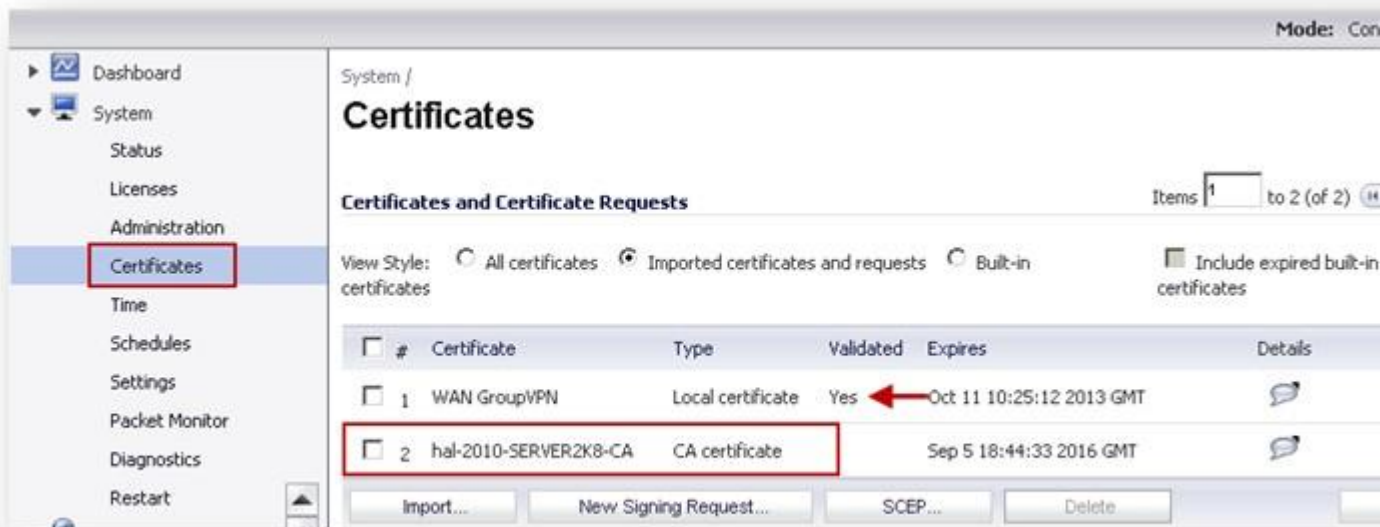 Mode: Con
Dashboard
System
Status
Licenses
Administration
Certificates
Time
Schedules
Settings
Packet Monitor
Diagnostics
Restart
System /
Certificates
Certificates and Certificate Requests
Items 1 to 2 (of 2)
View Style: All certificates Imported certificates and requests Built-in
certificates
Include expired built-in
certificates
# Certificate Type Validated Expires Details
1 WAN GroupVPN Local certificate Yes Oct 11 10:25:12 2013 GMT
2 hal-2010-SERVER2K8-CA CA certificate Sep 5 18:44:33 2016 GMT
Import... New Signing Request... SCEP... Delete